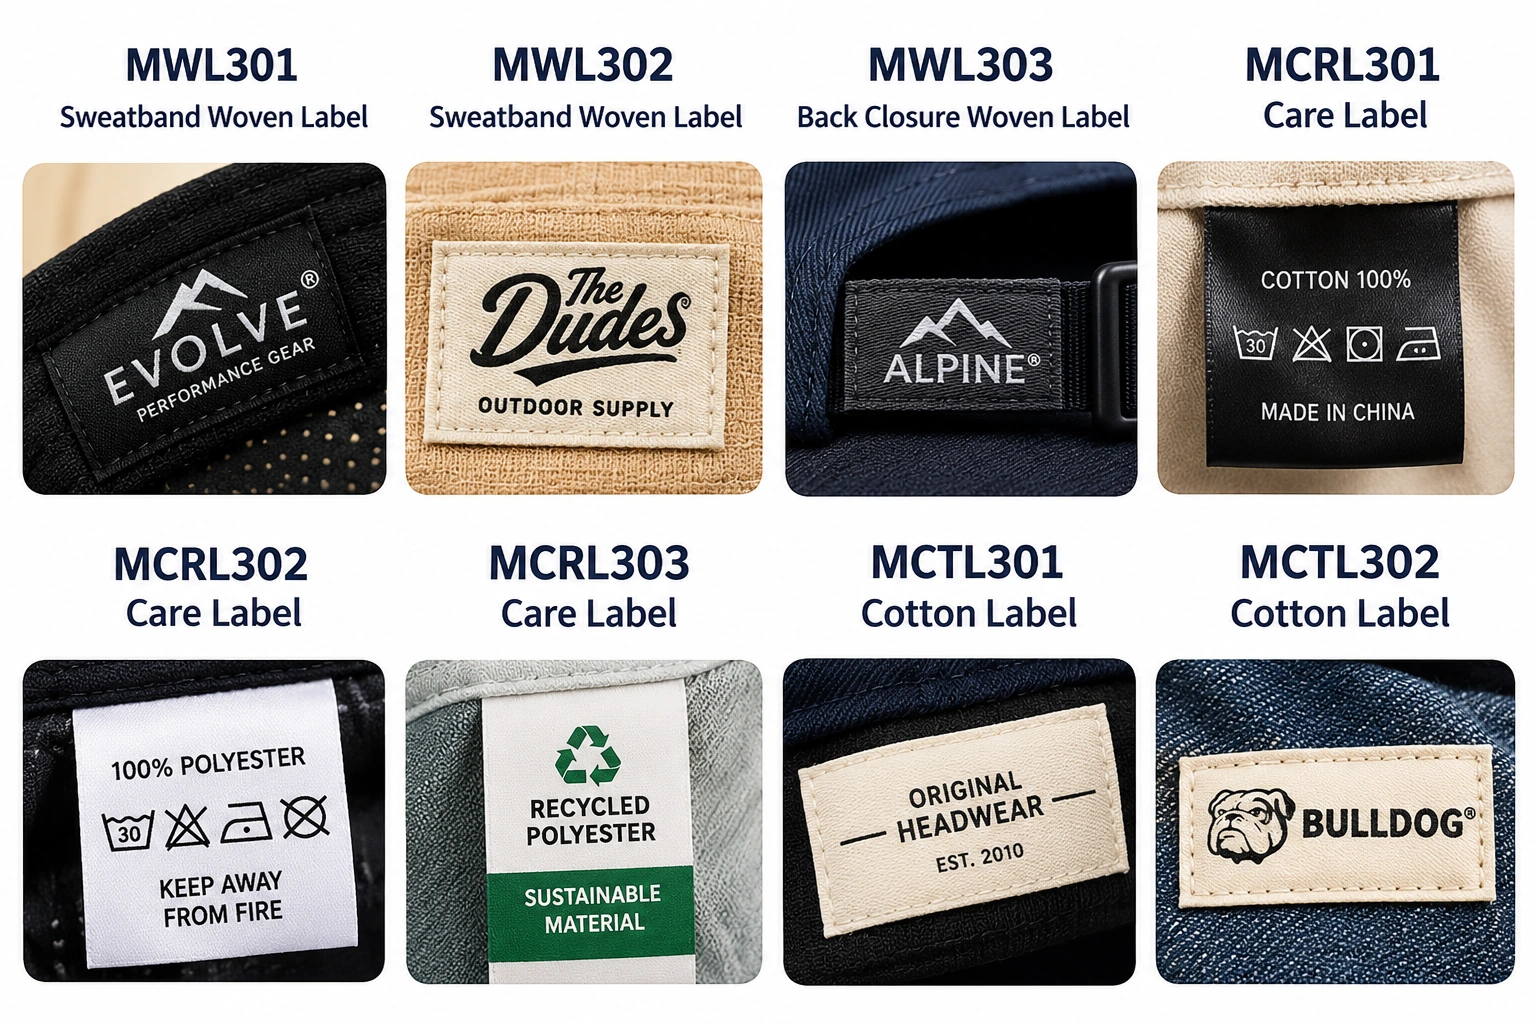 MWL301
Sweatband Woven Label
MWL302
Sweatband Woven Label
MWL303
Back Closure Woven Label
MCRL301
Care Label
EVOLVE®
PERFORMANCE GEAR
The
Dudes®
OUTDOOR SUPPLY
ALPINE®
COTTON 100%
30
MADE IN CHINA
MCRL302
Care Label
MCRL303
Care Label
MCTL301
Cotton Label
MCTL302
Cotton Label
100% POLYESTER
30
KEEP AWAY
FROM FIRE
RECYCLED
POLYESTER
SUSTAINABLE
MATERIAL
ORIGINAL
HEADWEAR
EST. 2010
BULLDOG®